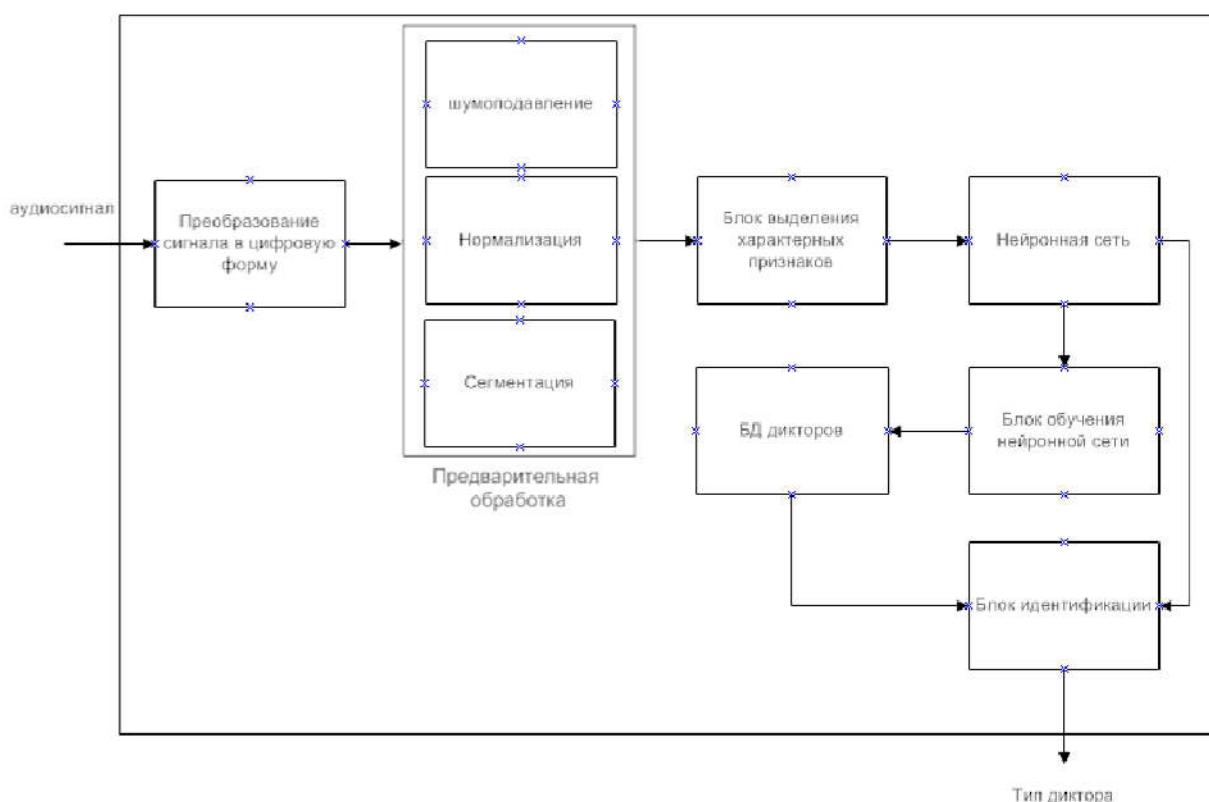 шумоподавление
аудиосигнал
Преобразование
сигнала в цифровую
форму
Нормализация
Блок выделения
характерных
признаков
Нейронная сеть
Сегментация
БД дикторов
Блок обучения
нейронной сети
Предварительная
обработка
Блок идентификации
Тип диктора